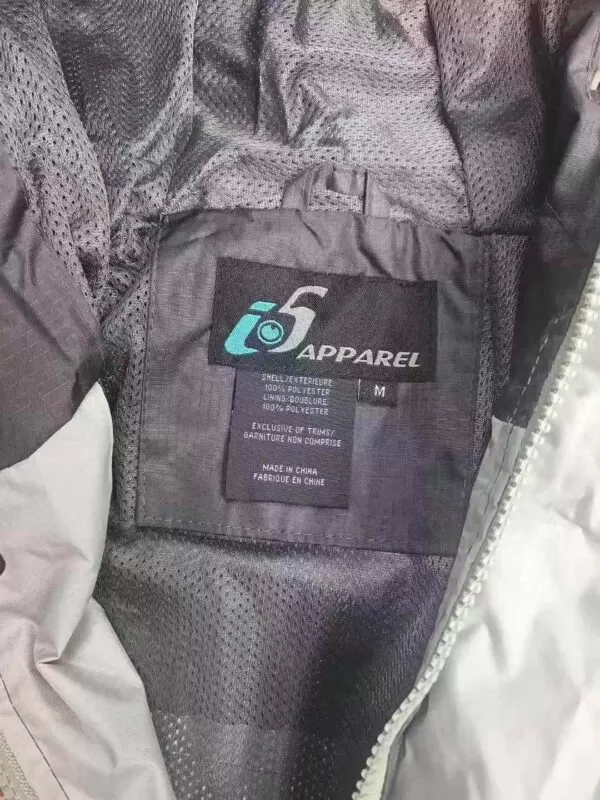 i5
APPAREL
SHELL/EXTERIEURE
100% POLYESTER
LINING/DOUBLURE
100% POLYESTER
EXCLUSIVE OF TRIMS/
GARNITURE NON COMPRISE
MADE IN CHINA
FABRIQUE EN CHINE
M